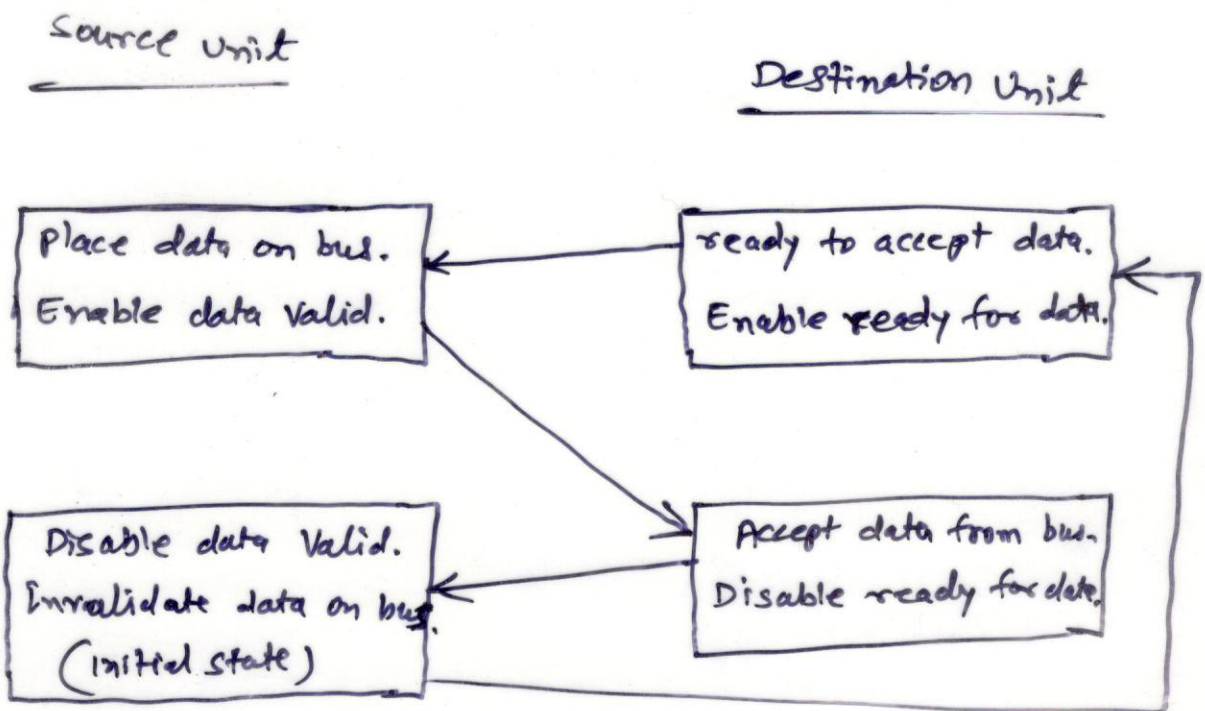 Source Unit
Destination Unit
Place data on bus.
Enable data Valid.
ready to accept data.
Enable ready for data.
Disable data Valid.
Invalidate data on bus.
(initial state)
Accept data from bus.
Disable ready for data.